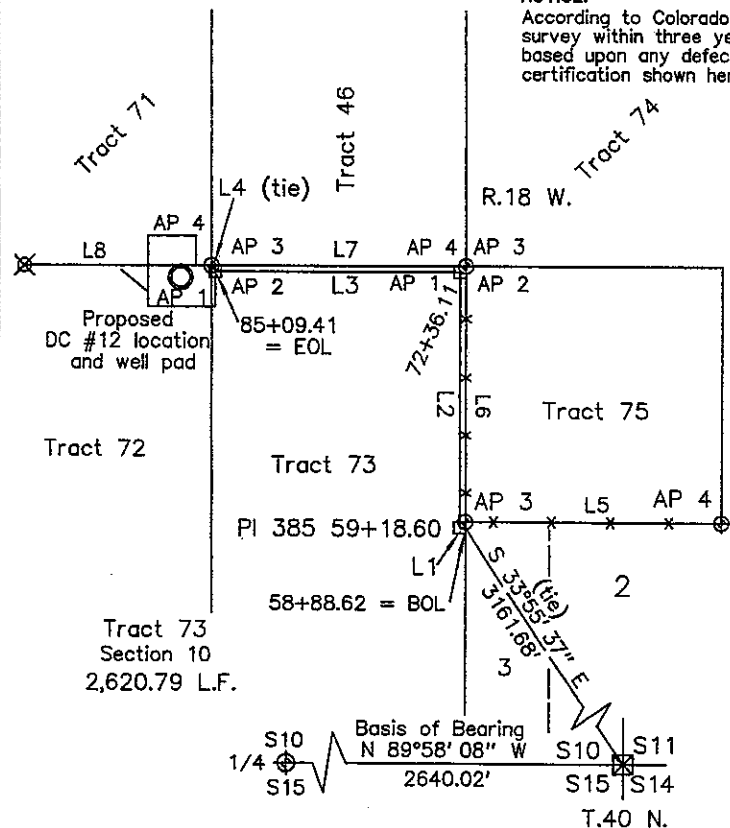 According to Colorado
survey within three ye
based upon any defec
certification shown her
Tract 71
Tract 46
Tract 74
L4 (tie)
R.18 W.
AP 4
L8
AP 3
L7
AP 4
AP 3
AP 1
AP 2
L3
AP 1
AP 2
Proposed
DC #12 location
and well pad
85+09.41
= EOL
72+36.11
L2
L6
Tract 75
Tract 72
Tract 73
AP 3
L5
AP 4
PI 385 59+18.60
L1
58+88.62 = BOL
S 33°55'37" E
(tie)
3161.68'
2
3
Tract 73
Section 10
2,620.79 L.F.
Basis of Bearing
N 89°58'08" W
2640.02'
1/4
S10
S15
S10
S11
S15
S14
T.40 N.